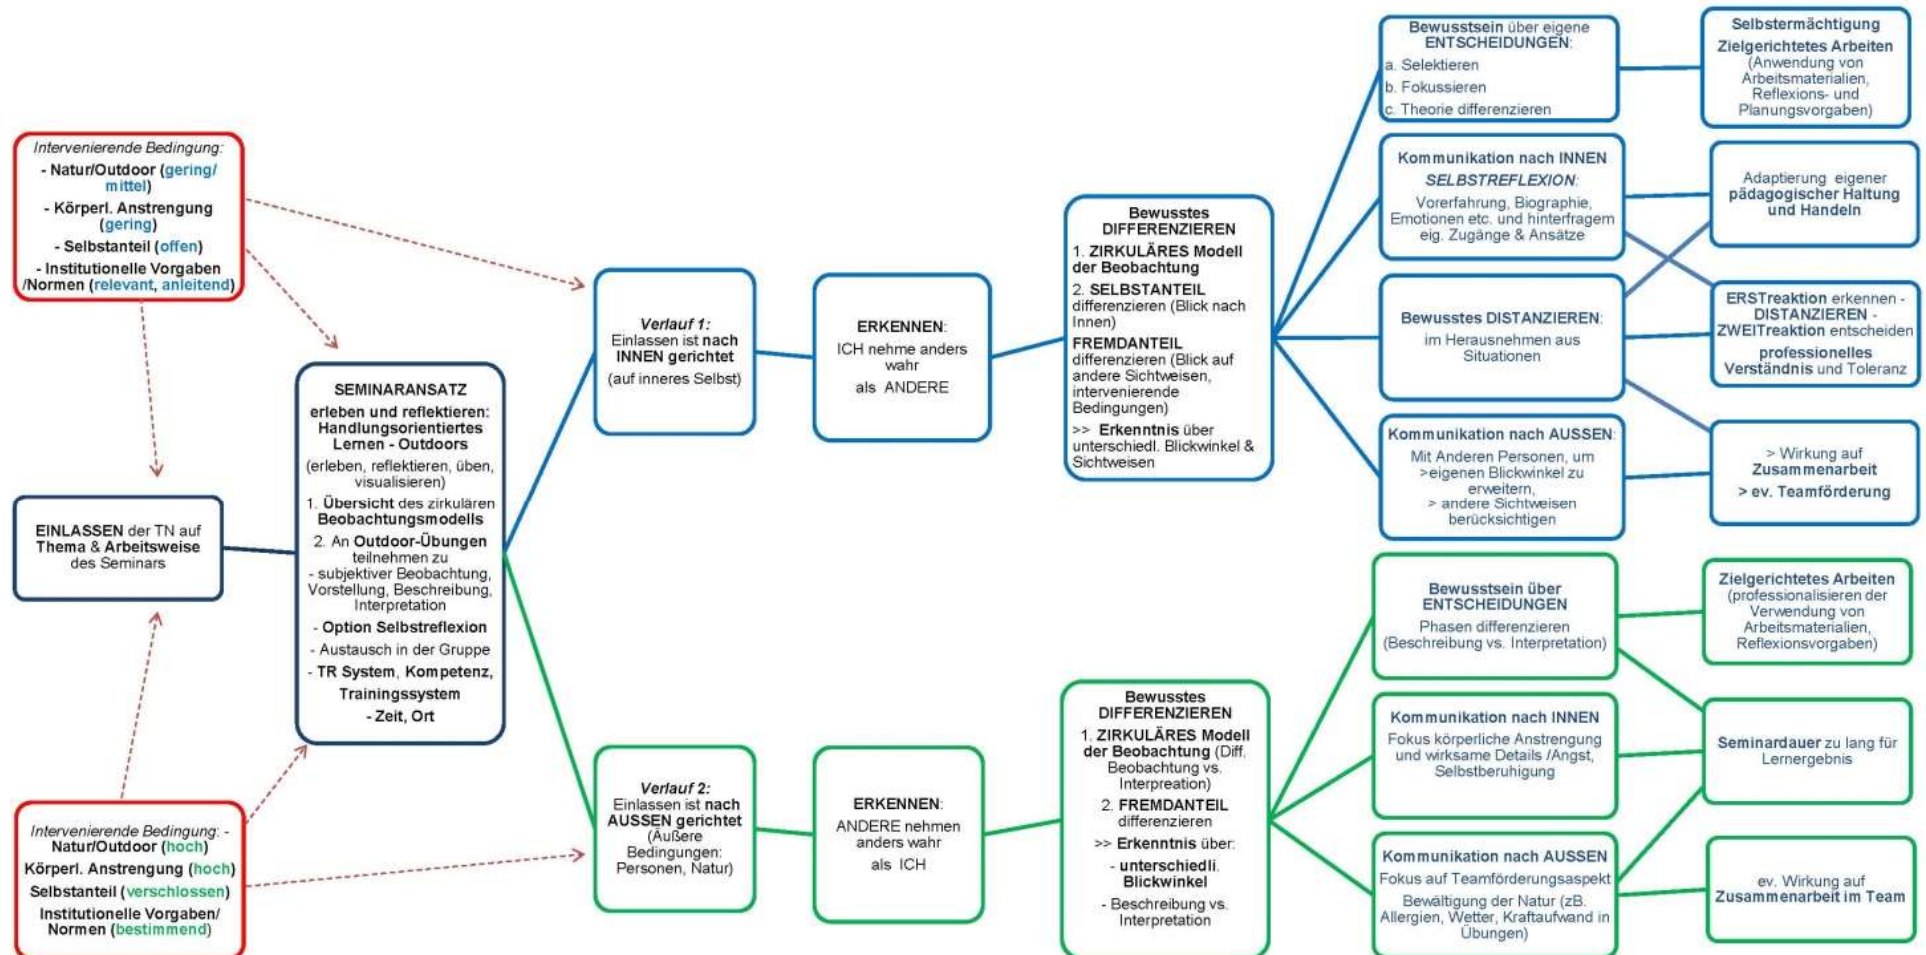 Intervenierende Bedingung:
- Natur/Outdoor (gering/
mittel)
- Körperl. Anstrengung
(gering)
- Selbstanteil (offen)
- Institutionelle Vorgaben
/Normen (relevant, anleitend)
EINLASSEN der TN auf
Thema & Arbeitsweise
des Seminars
Intervenierende Bedingung: -
Natur/Outdoor (hoch)
Körperl. Anstrengung (hoch)
Selbstanteil (verschlossen)
Institutionelle Vorgaben/
Normen (bestimmend)
SEMINARANSATZ
erleben und reflektieren:
Handlungsorientiertes
Lernen - Outdoors
(erleben, reflektieren, üben,
visualisieren)
1. Übersicht des zirkulären
Beobachtungsmodells
2. An Outdoor-Übungen
teilnehmen zu
- subjektiver Beobachtung,
Vorstellung, Beschreibung,
Interpretation
- Option Selbstreflexion
- Austausch in der Gruppe
- TR System, Kompetenz,
Trainingssystem
- Zeit, Ort
Verlauf 1:
Einlassen ist nach
INNEN gerichtet
(auf inneres Selbst)
ERKENNEN:
ICH nehme anders
wahr
als ANDERE
Bewusstes
DIFFERENZIEREN
1. ZIRKULÄRES Modell
der Beobachtung
2. SELBSTANTEIL
differenzieren (Blick nach
Innen)
FREMDANTEIL
differenzieren (Blick auf
andere Sichtweisen,
intervenierende
Bedingungen)
>> Erkenntnis über
unterschiedl. Blickwinkel &
Sichtweisen
Bewusstsein über eigene
ENTSCHEIDUNGEN:
a. Selektieren
b. Fokussieren
c. Theorie differenzieren
Kommunikation nach INNEN
SELBSTREFLEXION:
Vorerfahrung, Biographie,
Emotionen etc. und hinterfragem
eig. Zugänge & Ansätze
Bewusstes DISTANZIEREN:
im Herausnehmen aus
Situationen
Kommunikation nach AUSSEN:
Mit Anderen Personen, um
>eigenen Blickwinkel zu
erweitern,
> andere Sichtweisen
berücksichtigen
Selbstermächtigung
Zielgerichtetes Arbeiten
(Anwendung von
Arbeitsmaterialien,
Reflexions- und
Planungsvorgaben)
Adaptierung eigener
pädagogischer Haltung
und Handeln
ERSTreaktion erkennen -
DISTANZIEREN -
ZWEITreaktion entscheiden
professionelles
Verständnis und Toleranz
> Wirkung auf
Zusammenarbeit
> ev. Teamförderung
Verlauf 2:
Einlassen ist nach
AUSSEN gerichtet
(Äußere
Bedingungen:
Personen, Natur)
ERKENNEN:
ANDERE nehmen
anders wahr
als ICH
Bewusstes
DIFFERENZIEREN
1. ZIRKULÄRES Modell
der Beobachtung (Diff.
Beobachtung vs.
Interpreation)
2. FREMDANTEIL
differenzieren
>> Erkenntnis über:
- unterschiedli.
Blickwinkel
- Beschreibung vs.
Interpretation
Bewusstsein über
ENTSCHEIDUNGEN
Phasen differenzieren
(Beschreibung vs. Interpretation)
Kommunikation nach INNEN
Fokus körperliche Anstrengung
und wirksame Details /Angst,
Selbstberuhigung
Kommunikation nach AUSSEN
Fokus auf Teamförderungsaspekt
Bewältigung der Natur (zB.
Allergien, Wetter, Kraftaufwand in
Übungen)
Zielgerichtetes Arbeiten
(professionalisieren der
Verwendung von
Arbeitsmaterialien,
Reflexionsvorgaben)
Seminardauer zu lang für
Lernergebnis
ev. Wirkung auf
Zusammenarbeit im Team